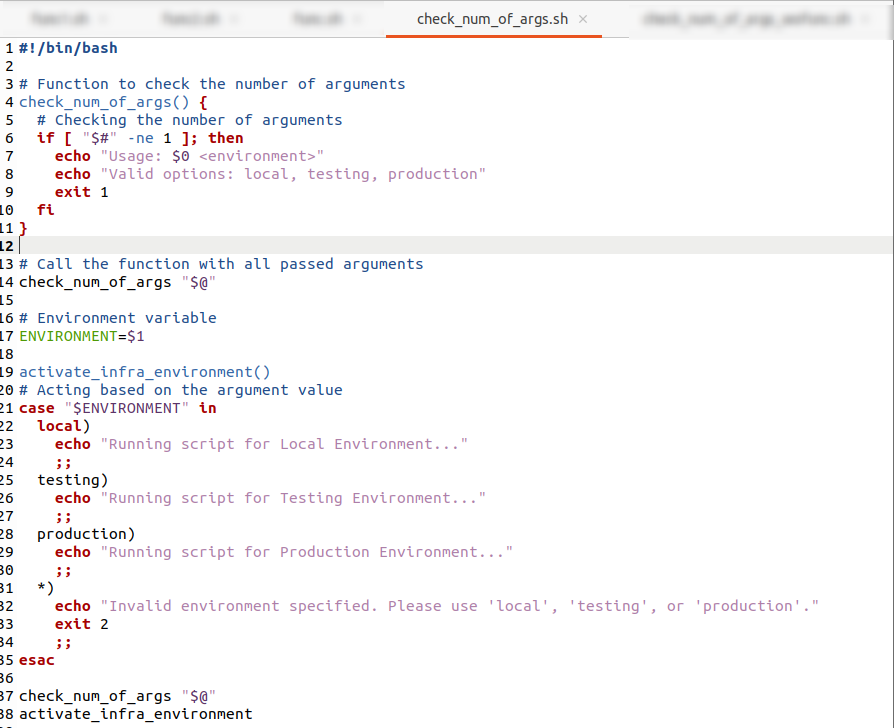 check_num_of_args.sh ×
1 #!/bin/bash
2
3 # Function to check the number of arguments
4 check_num_of_args() {
5   # Checking the number of arguments
6   if [ "$#" -ne 1 ]; then
7     echo "Usage: $0 <environment>"
8     echo "Valid options: local, testing, production"
9     exit 1
10   fi
11 }
12
13 # Call the function with all passed arguments
14 check_num_of_args "$@"
15
16 # Environment variable
17 ENVIRONMENT=$1
18
19 activate_infra_environment()
20 # Acting based on the argument value
21 case "$ENVIRONMENT" in
22   local)
23     echo "Running script for Local Environment..."
24     ;;
25   testing)
26     echo "Running script for Testing Environment..."
27     ;;
28   production)
29     echo "Running script for Production Environment..."
30     ;;
31   *)
32     echo "Invalid environment specified. Please use 'local', 'testing', or 'production'."
33     exit 2
34     ;;
35 esac
36
37 check_num_of_args "$@"
38 activate_infra_environment